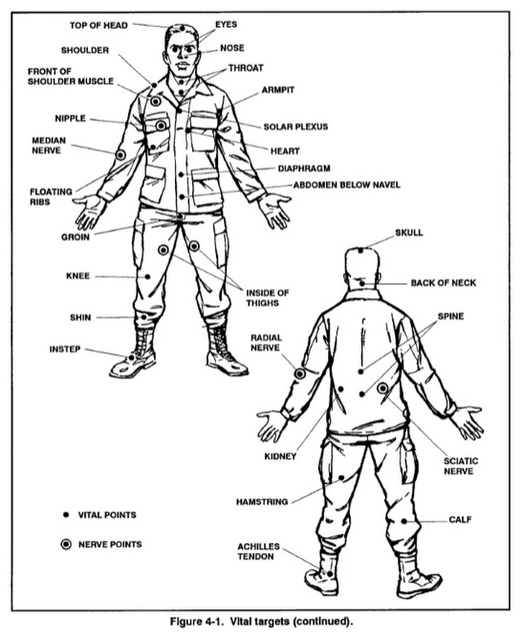 TOP OF HEAD
EYES
SHOULDER
NOSE
FRONT OF
SHOULDER MUSCLE
THROAT
ARMPIT
NIPPLE
SOLAR PLEXUS
MEDIAN
NERVE
HEART
DIAPHRAGM
ABDOMEN BELOW NAVEL
FLOATING
RIBS
GROIN
SKULL
KNEE
BACK OF NECK
INSIDE OF
THIGHS
SHIN
SPINE
RADIAL
NERVE
INSTEP
KIDNEY
SCIATIC
NERVE
HAMSTRING
VITAL POINTS
CALF
NERVE POINTS
ACHILLES
TENDON
Figure 4-1. Vital targets (continued).